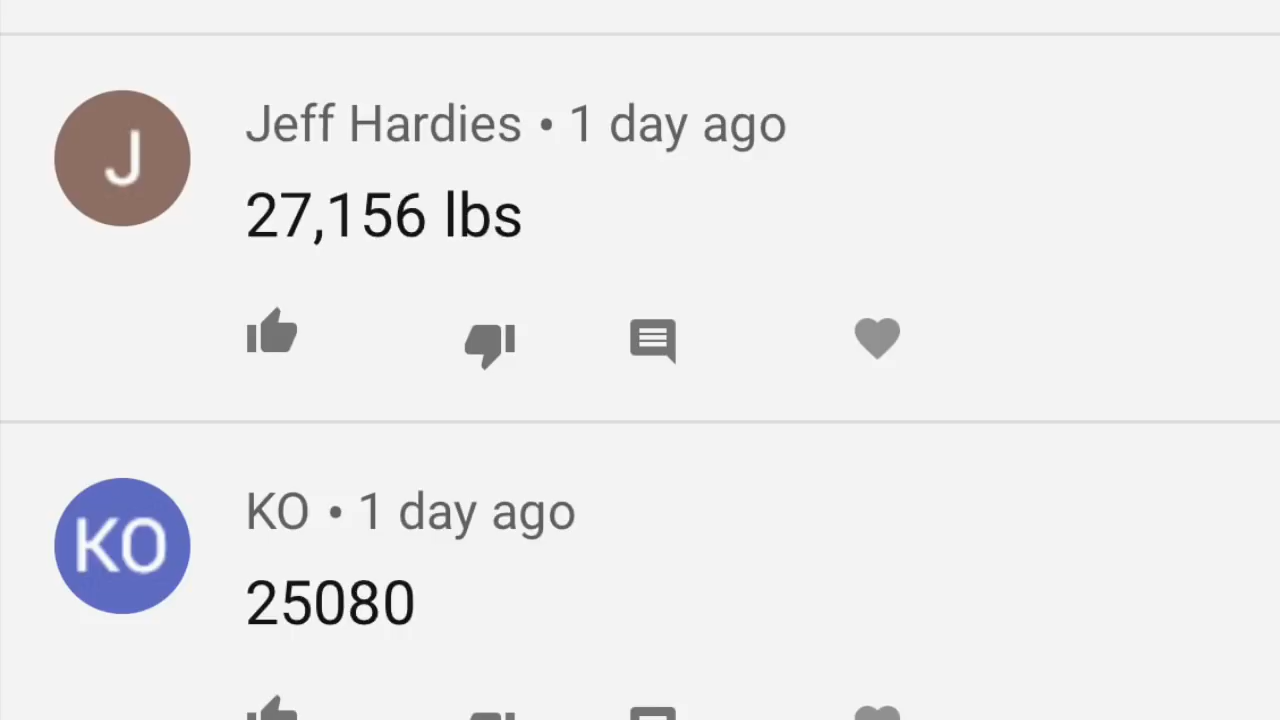 J
Jeff Hardies • 1 day ago
27,156 lbs
KO
KO • 1 day ago
25080